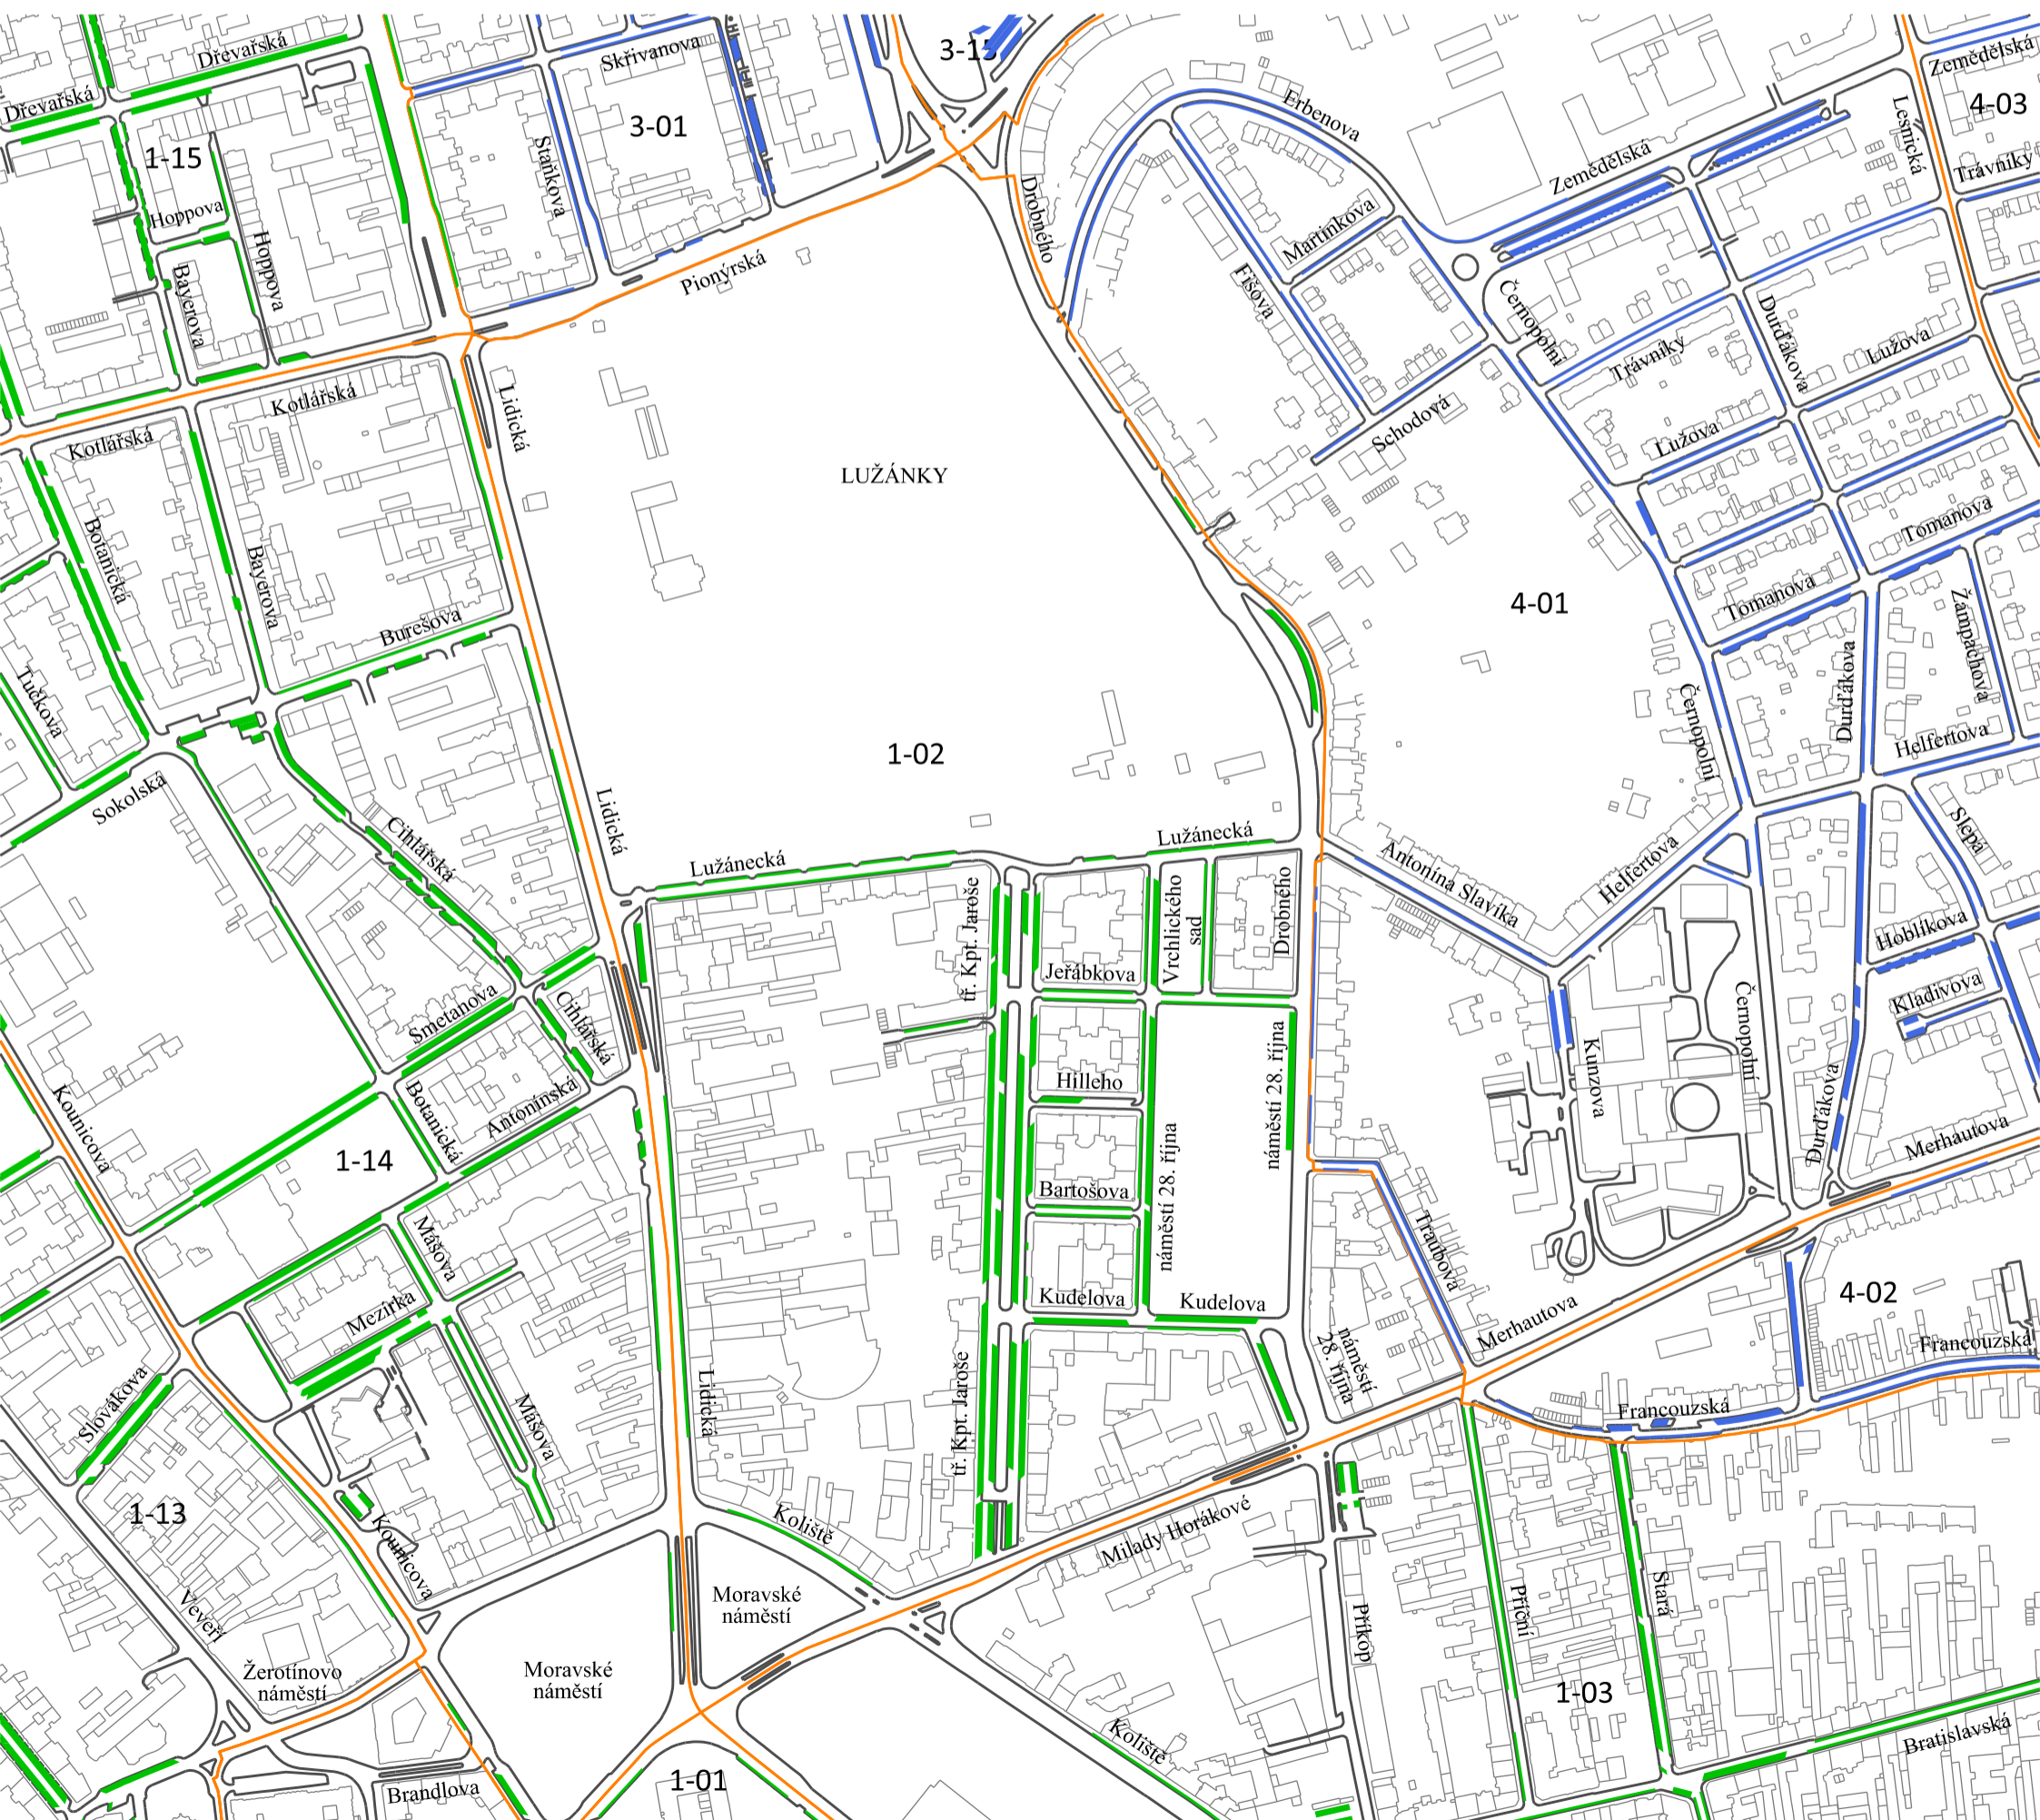 Dřevařská
Skřivanova
3-13
Zemědělská
Dřevařská
3-01
Erbenova
4-03
Lesnická
1-15
Staňkova
Zemědělská
Trávníky
Hoppova
Drobného
Martinkova
Hoppova
Pionýrská
Fišova
Bayerova
Černopolní
Durďákova
Trávníky
Lužova
Kotlářská
Lidická
Schodová
Kotlářská
Lužova
LUŽÁNKY
Botanická
Tomanova
Bayerova
4-01
Tomanova
Burešova
Žampachova
Tučkova
Durďákova
Černopolní
1-02
Helfertova
Sokolská
Lidická
Cihlářská
Lužánecká
Lužánecká
Slepá
Antonína Slavíka
Helfertova
tř. Kpt. Jaroše
Vrchlického
sad
Drobného
Hoblíkova
Jeřábkova
Kladivova
Smetanova
Cihlářská
Černopolní
náměstí 28. října
Kunzova
Kounicova
Botanická
Antonínská
Hilleho
Durďákova
Merhautova
1-14
náměstí 28. října
Bartošova
Mášova
Traubova
Mezírka
Kudelova
Kudelova
4-02
Merhautova
Francouzská
náměstí
28. října
Slovákova
Lidická
tř. Kpt. Jaroše
Mášova
Francouzská
1-13
Kounicova
Koliště
Milady Horákové
Veveří
Moravské
náměstí
Příkop
Příční
Stará
Žerotínovo
náměstí
Moravské
náměstí
1-03
Koliště
Bratislavská
Brandlova
1-01